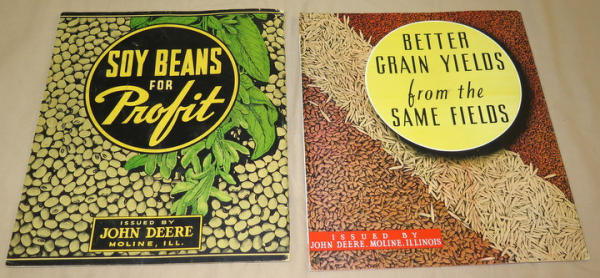 SOY BEANS
FOR
Profit
ISSUED BY
JOHN DEERE
MOLINE, ILL.
BETTER
GRAIN YIELDS
from the
SAME FIELDS
ISSUED BY
JOHN DEERE, MOLINE, ILLINOIS